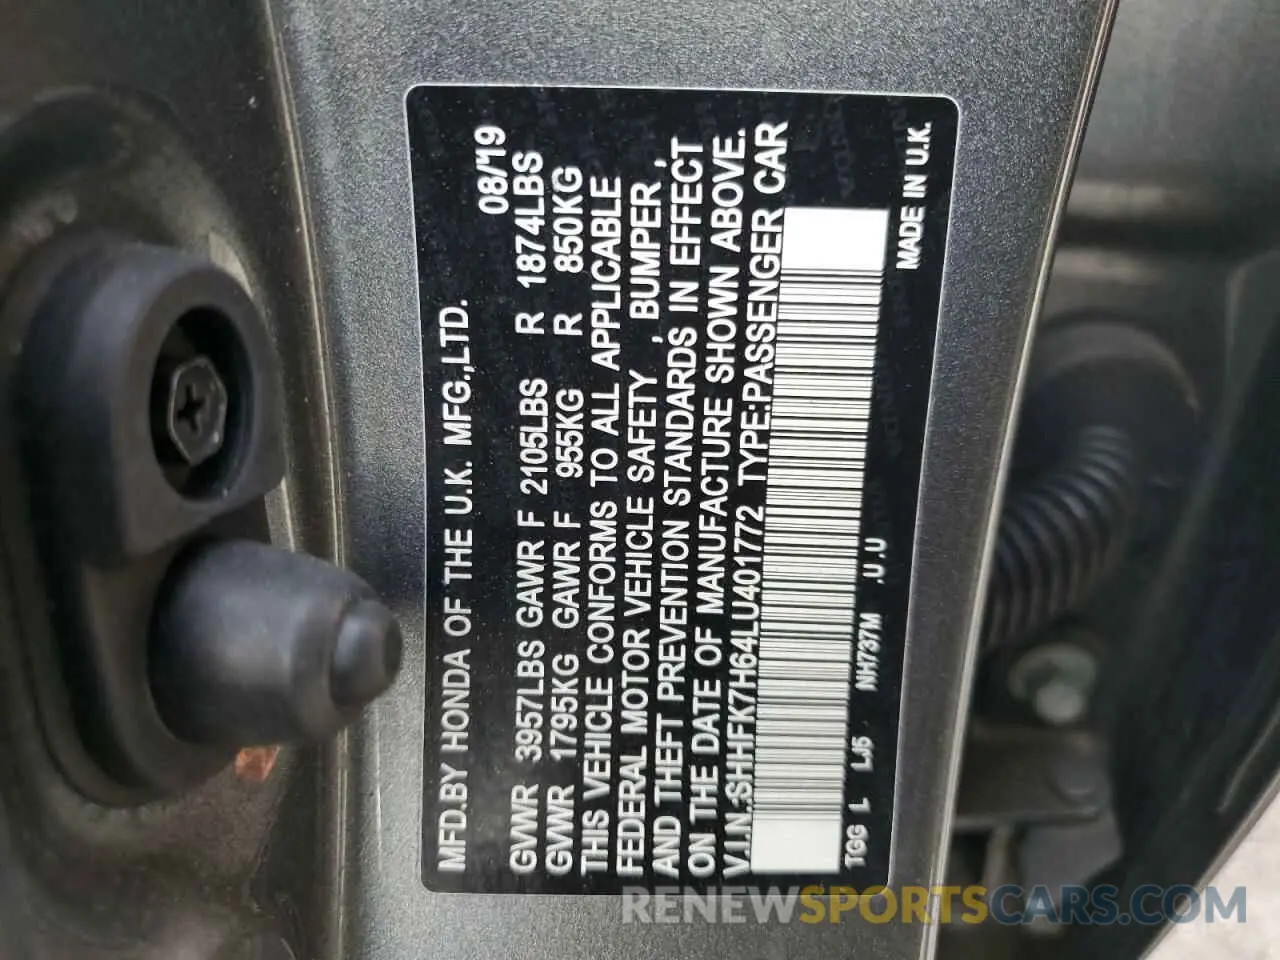 MFD.BY HONDA OF THE U.K. MFG.,LTD.
08/'19
GVWR 3957LBS GAWR F 2105LBS R 1874LBS
GVWR 1795KG GAWR F 955KG R 850KG
THIS VEHICLE CONFORMS TO ALL APPLICABLE
FEDERAL MOTOR VEHICLE SAFETY , BUMPER ,
AND THEFT PREVENTION STANDARDS IN EFFECT
ON THE DATE OF MANUFACTURE SHOWN ABOVE.
V.I.N.:SHHFK7H64LU401772 TYPE:PASSENGER CAR
TGG L LJ5 NH737M .U.U
MADE IN U.K.
RENEWSPORTSCARS.COM